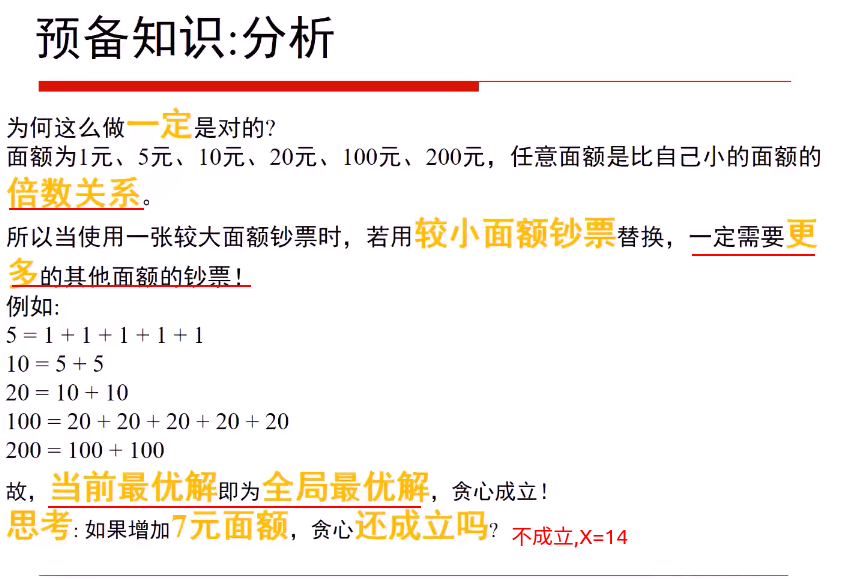 预备知识:分析
为何这么做一定是对的?
面额为1元、5元、10元、20元、100元、200元，任意面额是比自己小的面额的
倍数关系。
所以当使用一张较大面额钞票时，若用较小面额钞票替换，一定需要更
多的其他面额的钞票！
例如:
5 = 1 + 1 + 1 + 1 + 1
10 = 5 + 5
20 = 10 + 10
100 = 20 + 20 + 20 + 20 + 20
200 = 100 + 100
故，当前最优解即为全局最优解，贪心成立！
思考: 如果增加7元面额，贪心还成立吗? 不成立,X=14